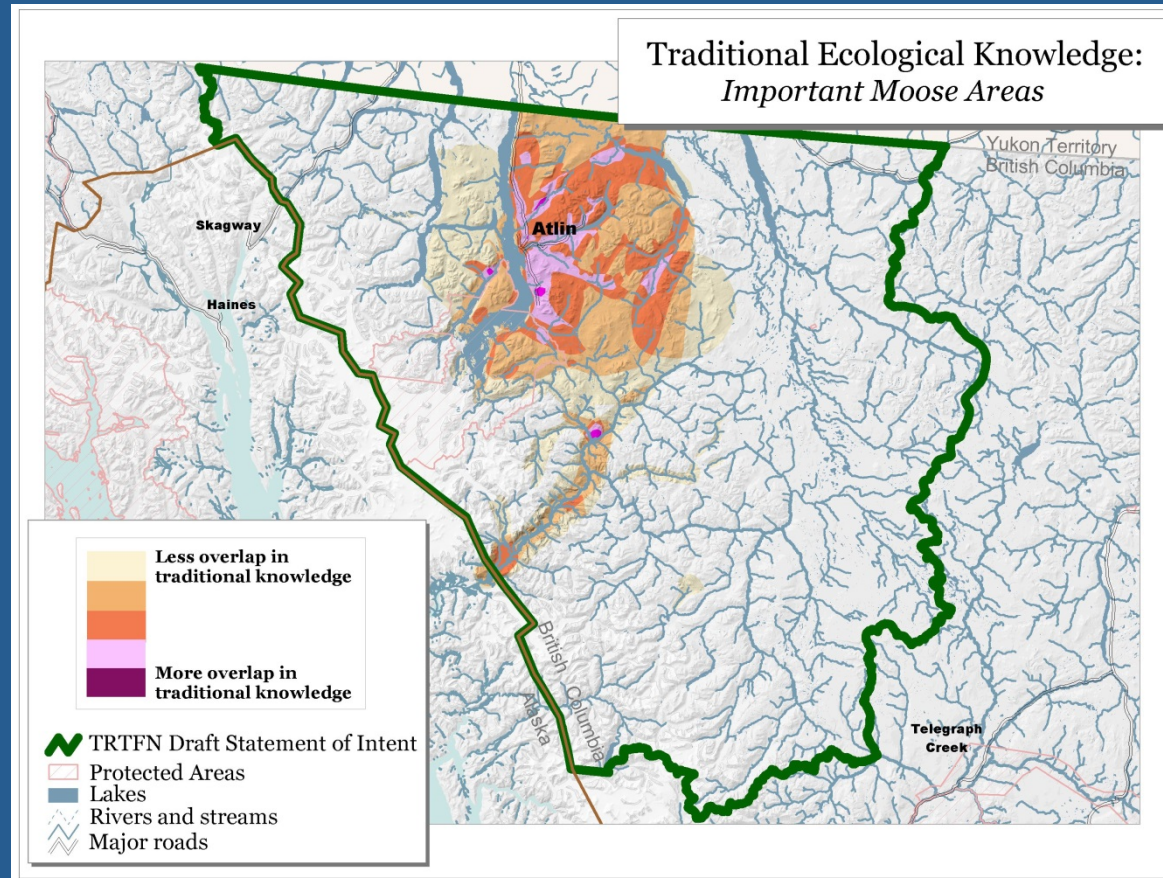 Traditional Ecological Knowledge:
Important Moose Areas
Yukon Territory
British Columbia
Skagway
Atlin
Haines
British Columbia
Alaska
Telegraph
Creek
Less overlap in
traditional knowledge
More overlap in
traditional knowledge
TRTFN Draft Statement of Intent
Protected Areas
Lakes
Rivers and streams
Major roads